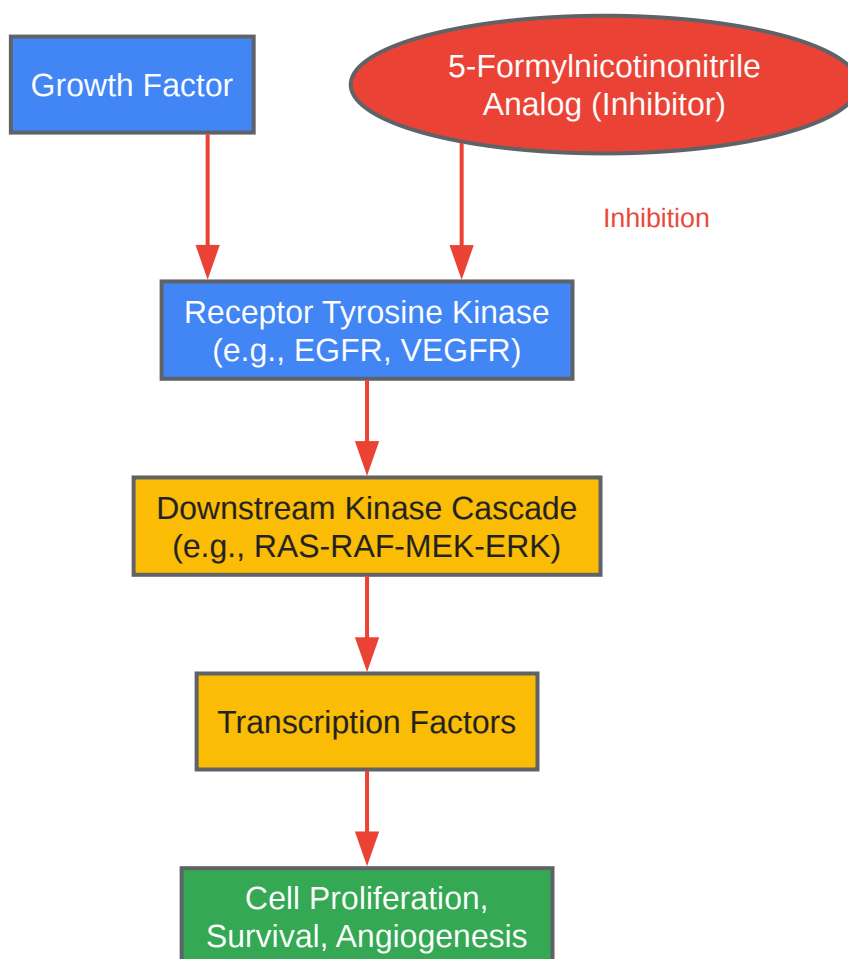 Growth Factor
5-Formylnicotinonitrile
Analog (Inhibitor)
Inhibition
Receptor Tyrosine Kinase
(e.g., EGFR, VEGFR)
Downstream Kinase Cascade
(e.g., RAS-RAF-MEK-ERK)
Transcription Factors
Cell Proliferation,
Survival, Angiogenesis